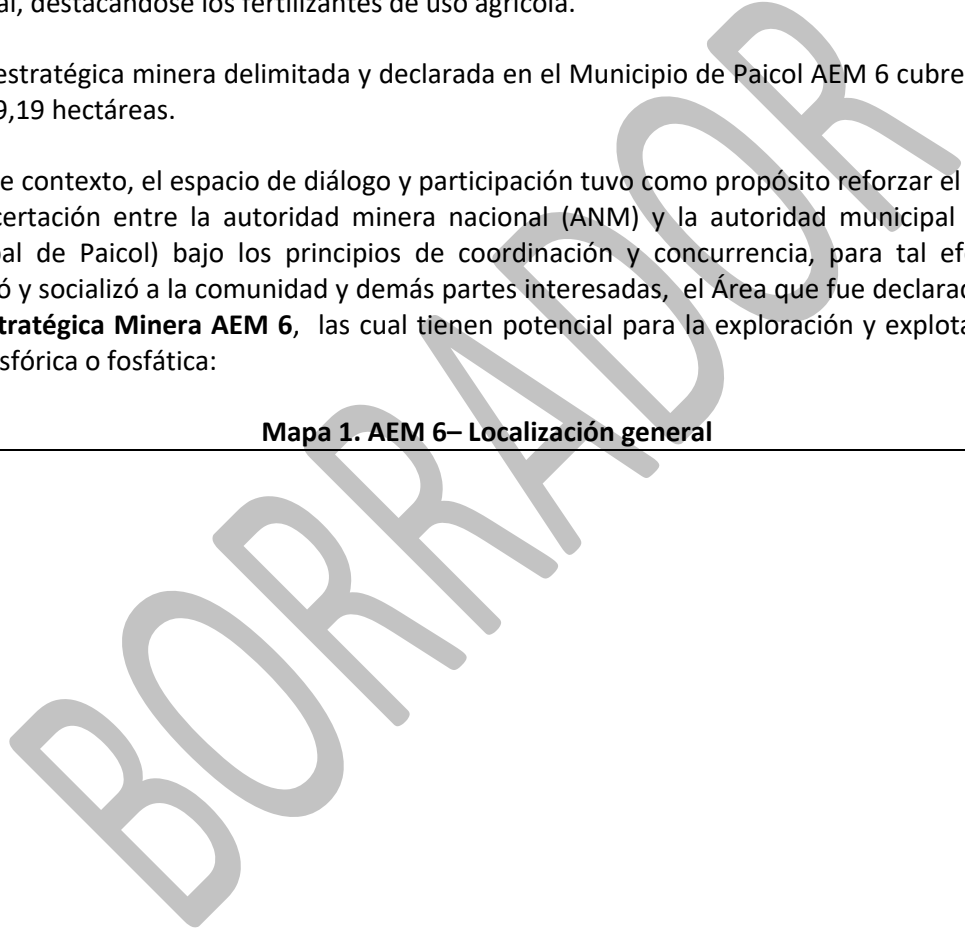 al, destacándose los fertilizantes de uso agrícola.
estratégica minera delimitada y declarada en el Municipio de Paicol AEM 6 cubre
9,19 hectáreas.
e contexto, el espacio de diálogo y participación tuvo como propósito reforzar el
certación entre la autoridad minera nacional (ANM) y la autoridad municipal
pal de Paicol) bajo los principios de coordinación y concurrencia, para tal ef
ó y socializó a la comunidad y demás partes interesadas, el Área que fue declarad
tratégica Minera AEM 6, las cual tienen potencial para la exploración y explota
sfórica o fosfática:
Mapa 1. AEM 6– Localización general
BORRADOR